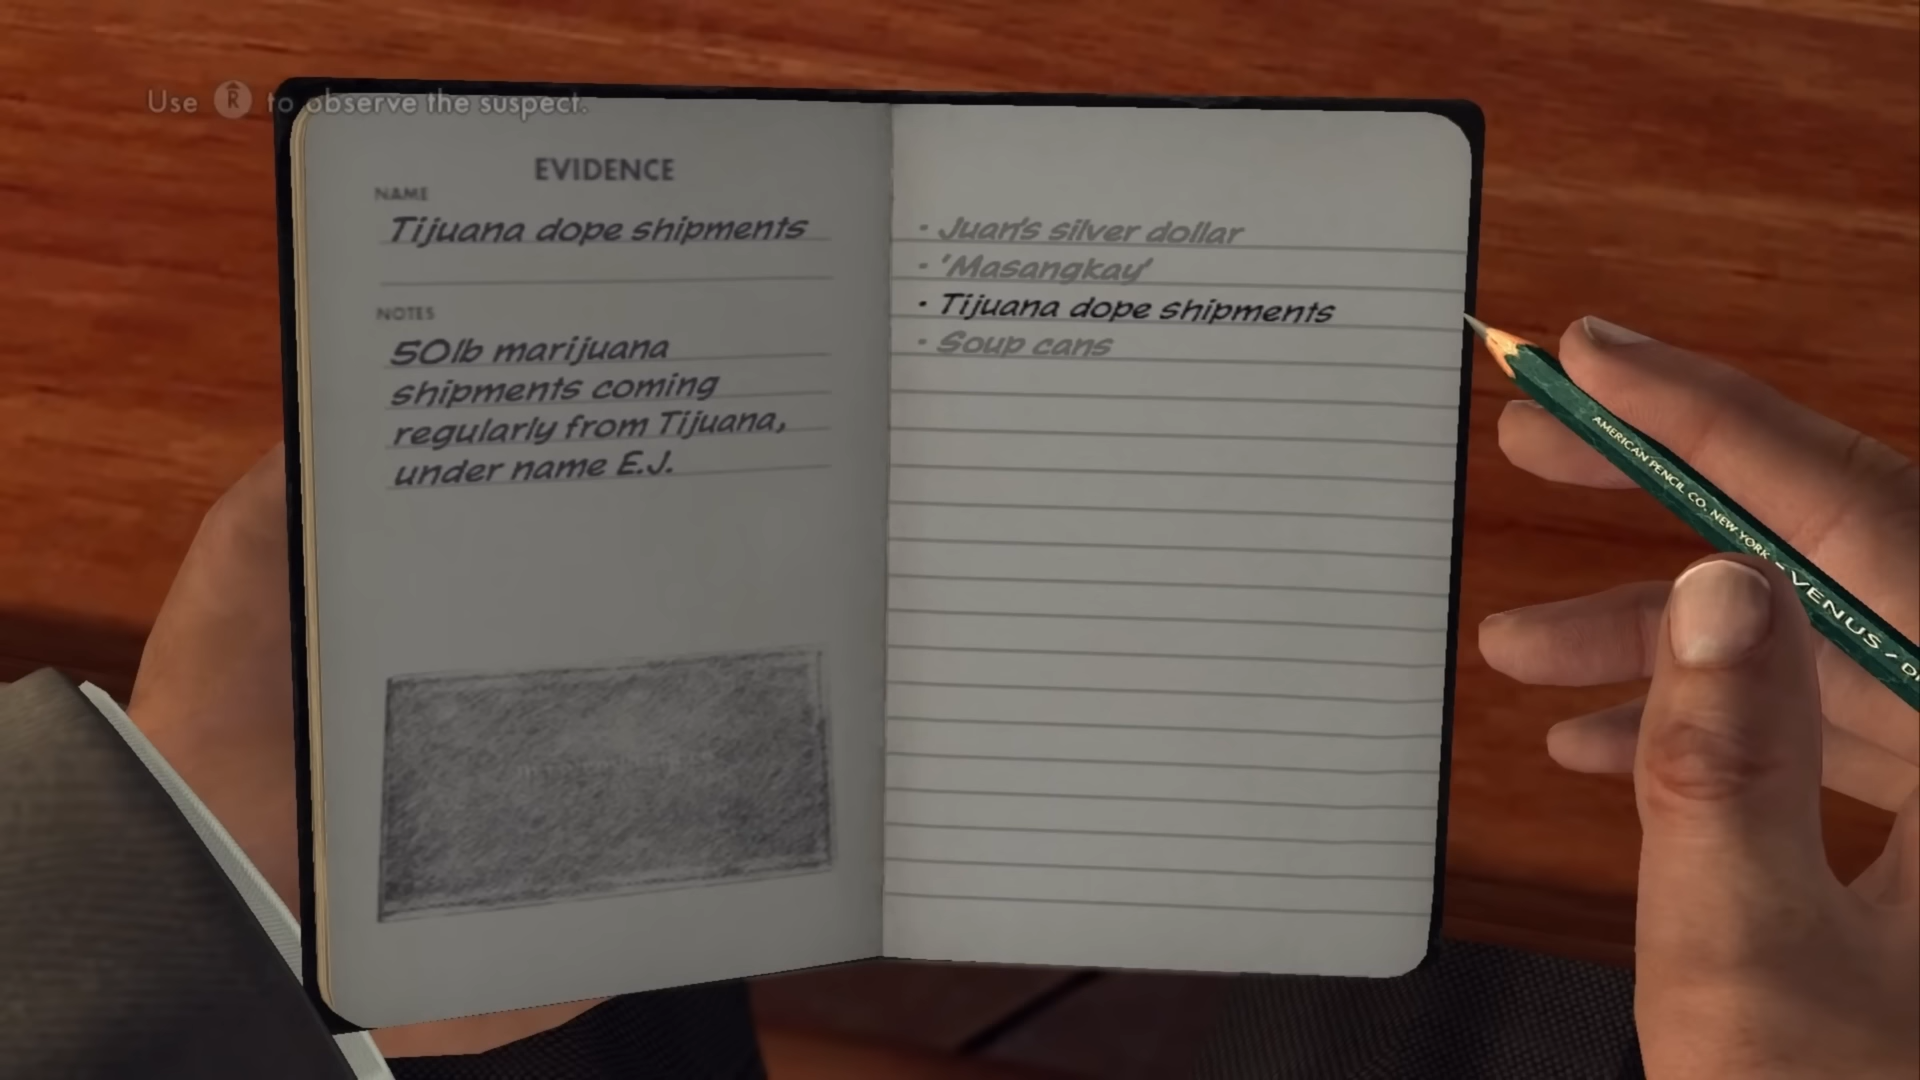 Use R to observe the suspect.
EVIDENCE
NAME
Tijuana dope shipments
NOTES
50lb marijuana
shipments coming
regularly from Tijuana,
under name E.J.
• Juan's silver dollar
• 'Masangkay'
• Tijuana dope shipments
• Soup cans
AMERICAN PENCIL CO. NEW YORK - VENUS /